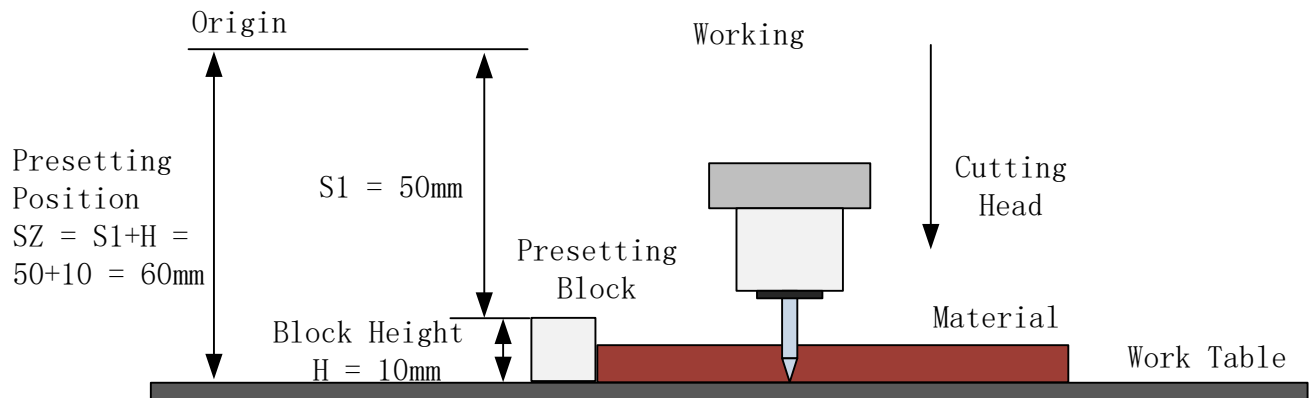 Origin
Working
Presetting
Position
SZ = S1+H =
50+10 = 60mm
S1 = 50mm
Cutting
Head
Presetting
Block
Block Height
H = 10mm
Material
Work Table